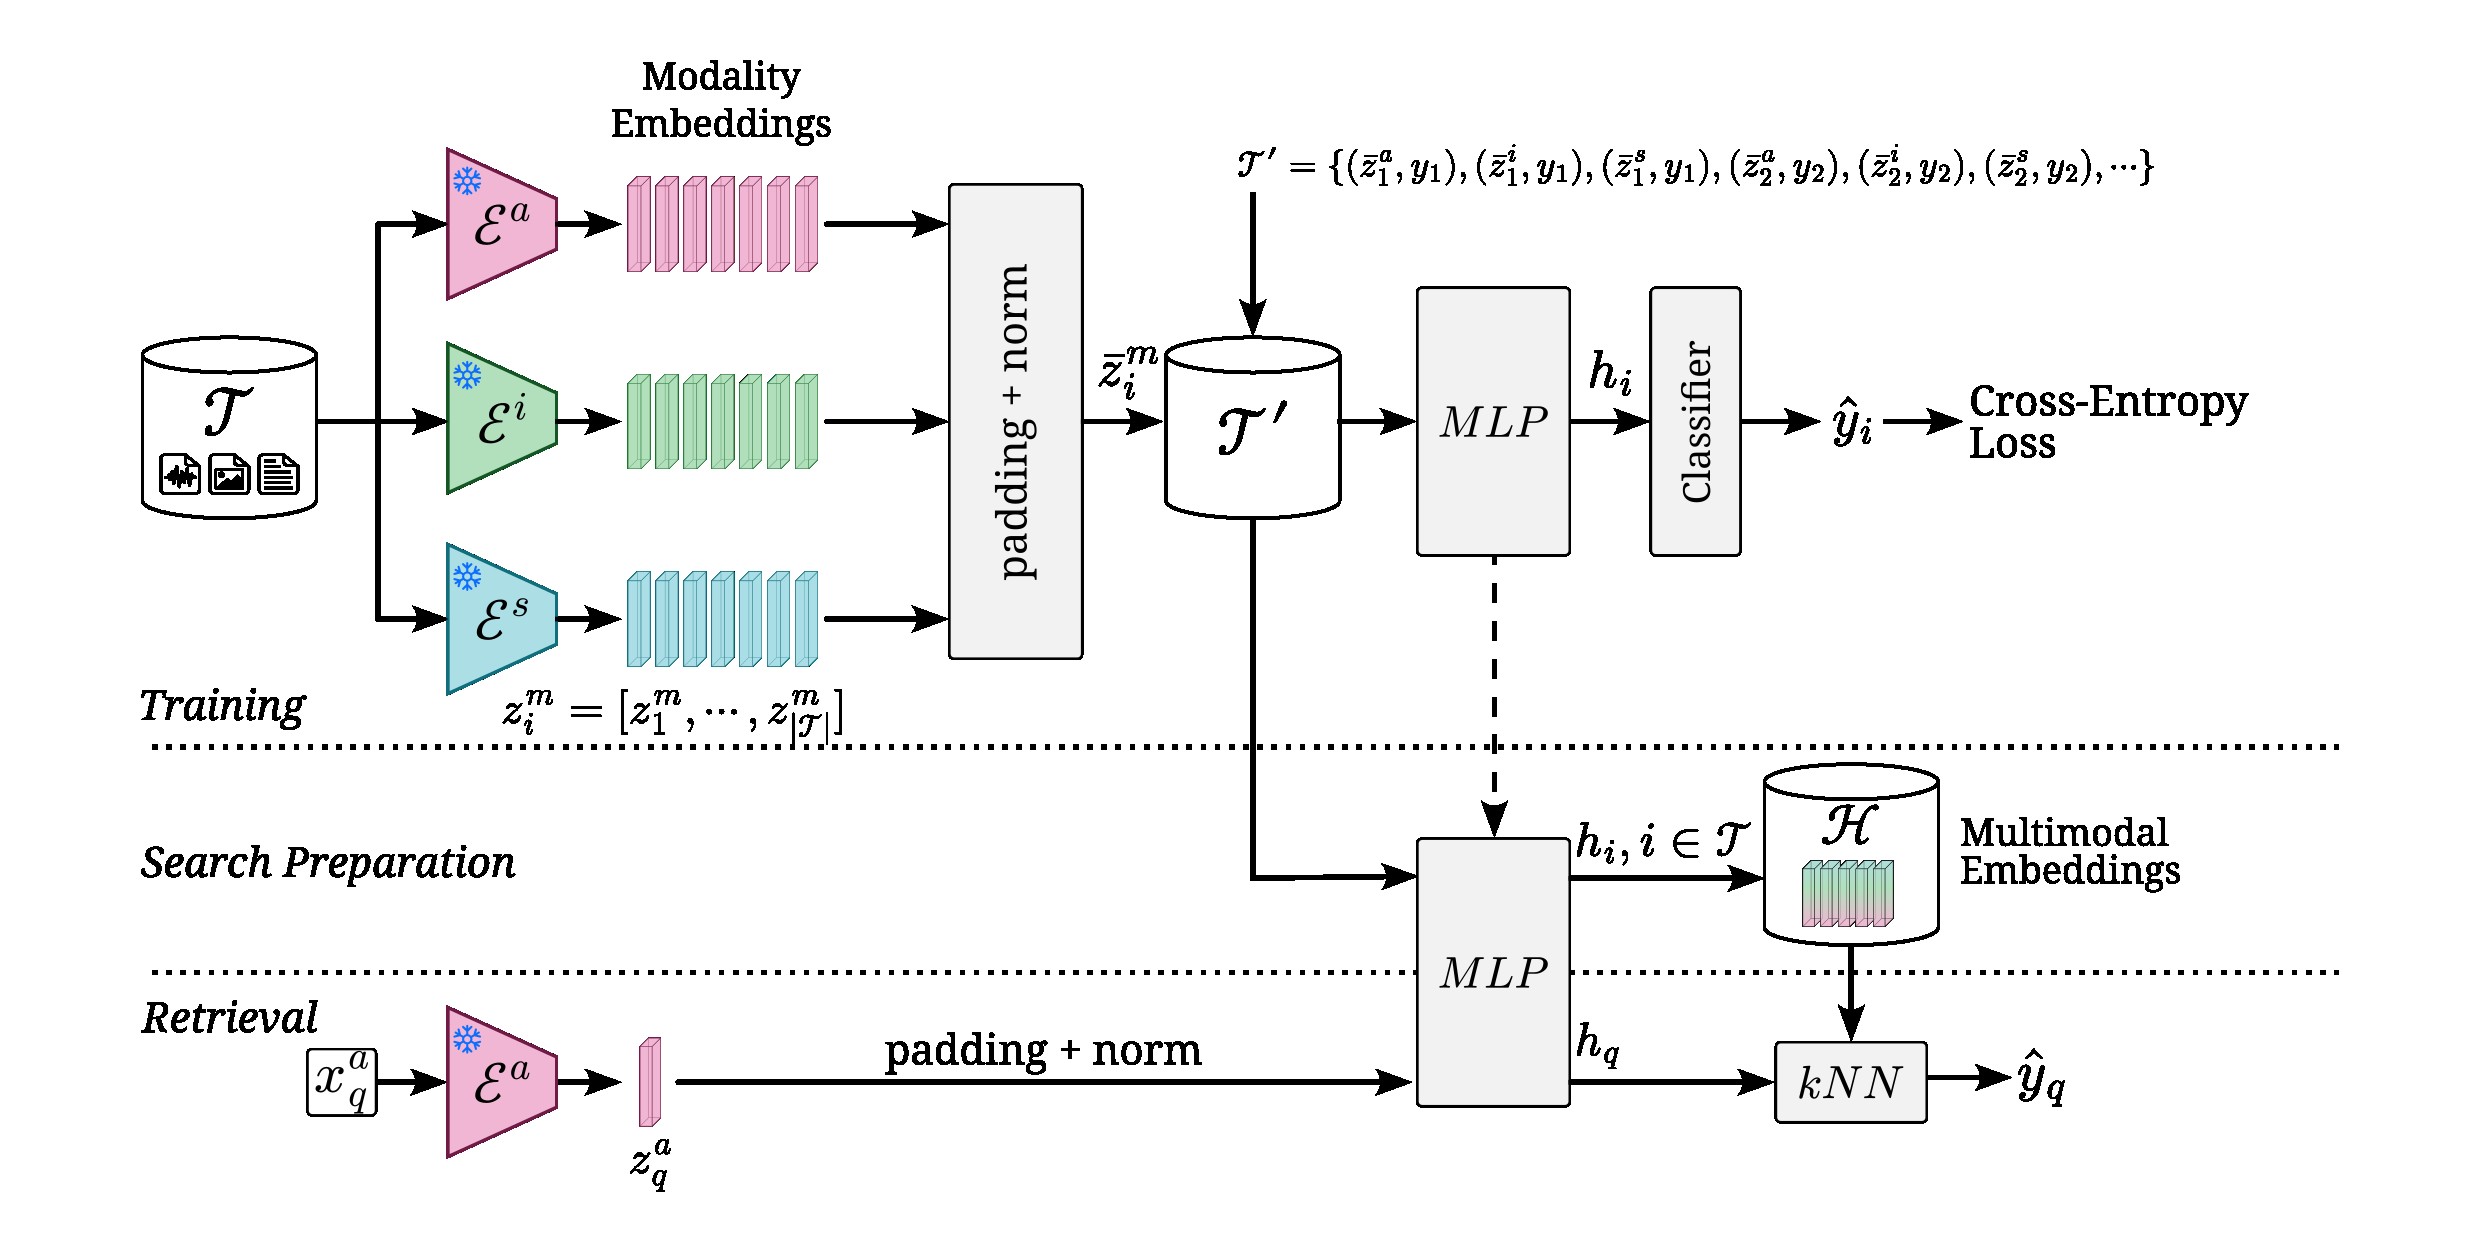 Modality
Embeddings
𝒯′ = {(z̄₁ᵃ, y₁), (z̄₁ⁱ, y₁), (z̄₁ˢ, y₁), (z̄₂ᵃ, y₂), (z̄₂ⁱ, y₂), (z̄₂ˢ, y₂), ⋯}
ℰᵃ
𝒯
ℰⁱ
ℰˢ
padding + norm
z̄ᵢᵐ
𝒯′
MLP
hᵢ
Classifier
ŷᵢ
Cross-Entropy
Loss
Training
zᵢᵐ = [z₁ᵐ, ⋯ , z_{|𝒯|}ᵐ]
Search Preparation
hᵢ, i ∈ 𝒯
ℋ
Multimodal
Embeddings
MLP
Retrieval
x_qᵃ
ℰᵃ
z_qᵃ
padding + norm
h_q
kNN
ŷ_q